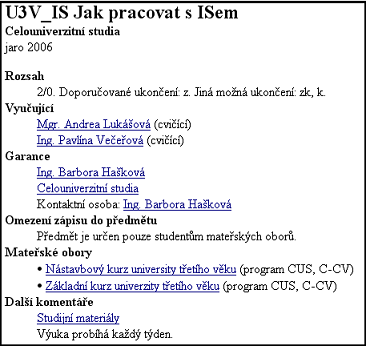 U3V_IS Jak pracovat s ISem
Celouniverzitní studia
jaro 2006
Rozsah
2/0. Doporučované ukončení: z. Jiná možná ukončení: zk, k.
Vyučující
Mgr. Andrea Lukášová (cvičící)
Ing. Pavlína Večeřová (cvičící)
Garance
Ing. Barbora Hašková
Celouniverzitní studia
Kontaktní osoba: Ing. Barbora Hašková
Omezení zápisu do předmětu
Předmět je určen pouze studentům mateřských oborů.
Mateřské obory
• Nástavbový kurz university třetího věku (program CUS, C-CV)
• Základní kurz univerzity třetího věku (program CUS, C-CV)
Další komentáře
Studijní materiály
Výuka probíhá každý týden.